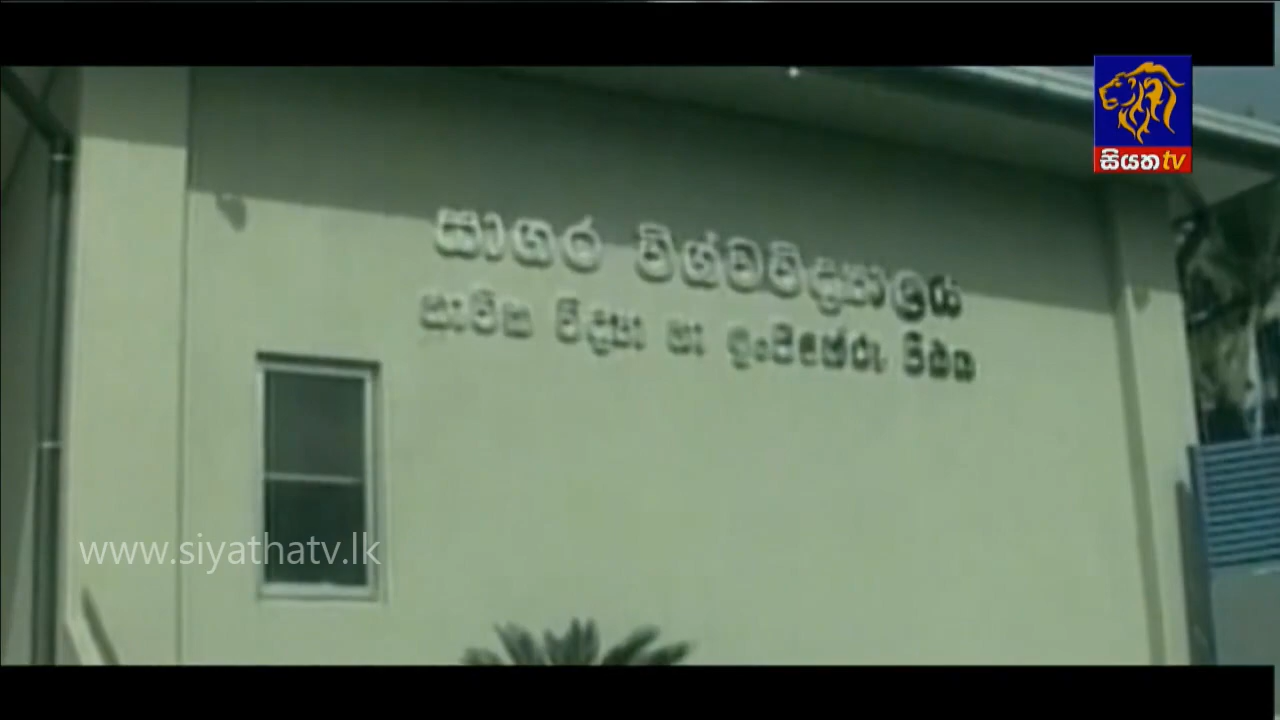 සියත tv
සාගර විශ්වවිද්‍යාලය
නාවික විද්‍යා හා ඉංජිනේරු පීඨය
www.siyathatv.lk